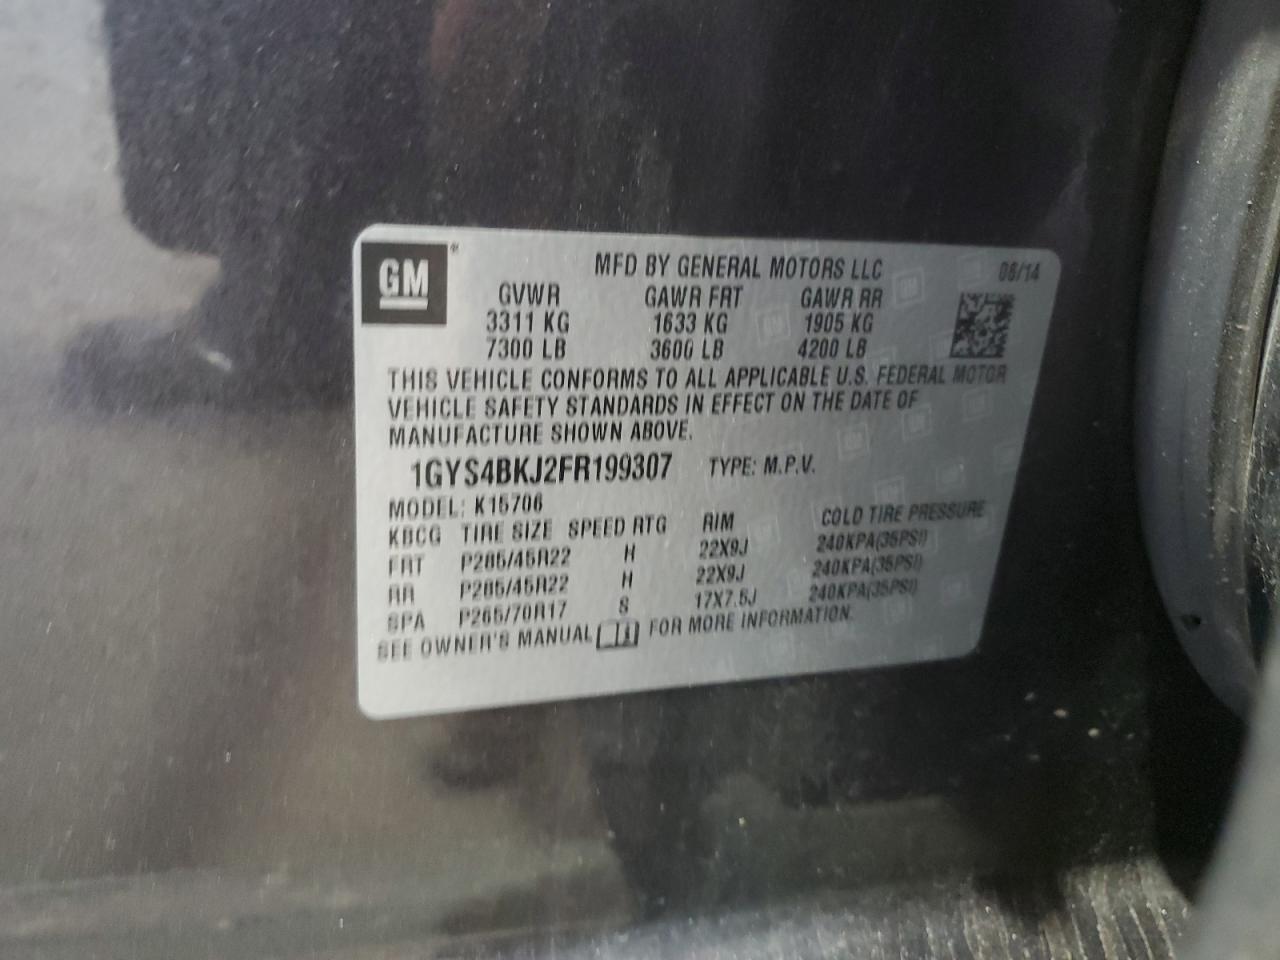 GM ®
MFD BY GENERAL MOTORS LLC 08/14
GVWR GAWR FRT GAWR RR
3311 KG 1633 KG 1905 KG
7300 LB 3600 LB 4200 LB
THIS VEHICLE CONFORMS TO ALL APPLICABLE U.S. FEDERAL MOTOR
VEHICLE SAFETY STANDARDS IN EFFECT ON THE DATE OF
MANUFACTURE SHOWN ABOVE.
1GYS4BKJ2FR199307 TYPE: M.P.V.
MODEL: K15706
KBCG TIRE SIZE SPEED RTG RIM COLD TIRE PRESSURE
FRT P285/45R22 H 22X9J 240KPA(35PSI)
RR P285/45R22 H 22X9J 240KPA(35PSI)
SPA P265/70R17 S 17X7.5J 240KPA(35PSI)
SEE OWNER'S MANUAL FOR MORE INFORMATION.